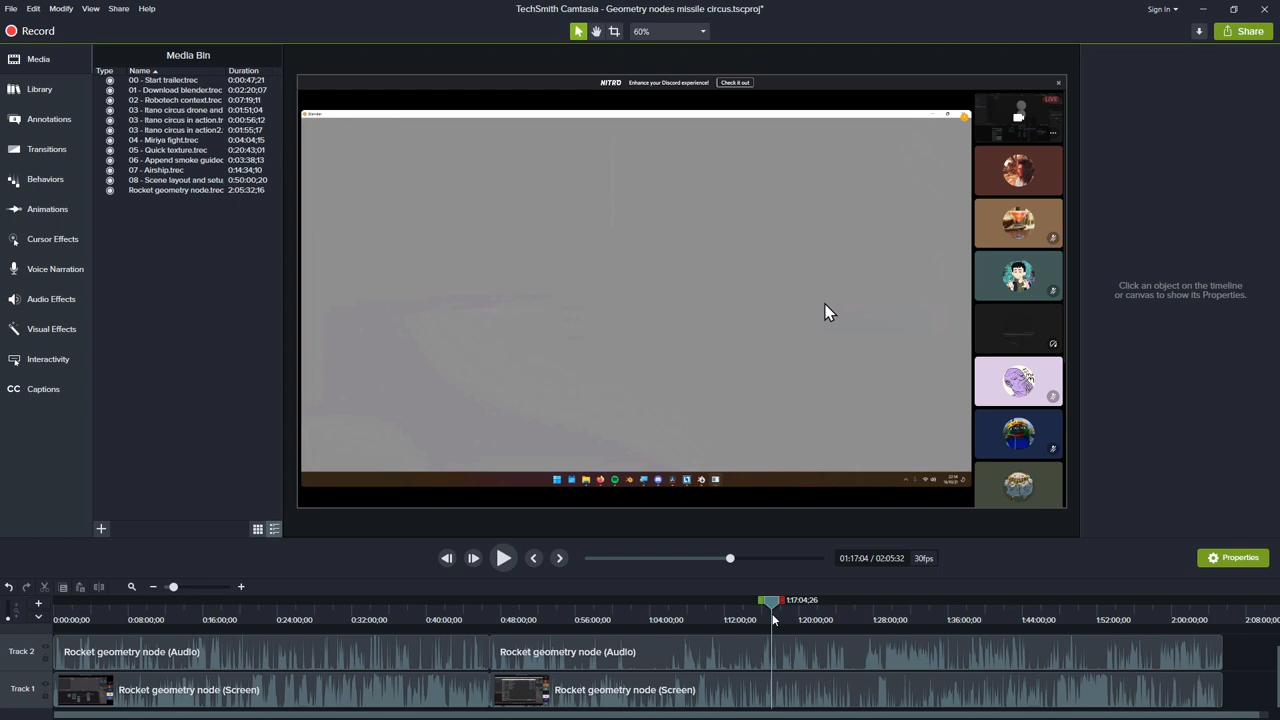 File Edit Modify View Share Help
TechSmith Camtasia - Geometry nodes missile circus.tscproj*
Sign In
Record
60%
Share
Media
Library
Annotations
Transitions
Behaviors
Animations
Cursor Effects
Voice Narration
Audio Effects
Visual Effects
Interactivity
CC Captions
Media Bin
Type Name Duration
00 - Start trailer.trec 0:00:47;21
01 - Download blender.trec 0:02:20;07
02 - Robotech context.trec 0:07:19;11
03 - Itano circus drone and 0:01:51;04
03 - Itano circus in action.tr 0:00:56;12
03 - Itano circus in action2. 0:01:55;17
04 - Miriya fight.trec 0:04:04;15
05 - Quick texture.trec 0:20:43;01
06 - Append smoke guidec 0:03:38;13
07 - Airship.trec 0:14:34;10
08 - Scene layout and setu 0:50:00;20
Rocket geometry node.trec 2:05:32;16
NITRO Enhance your Discord experience! Check it out
Blender
LIVE
Click an object on the timeline
or canvas to show its Properties.
01:17:04 / 02:05:32 30fps
Properties
1:17:04;26
0:00:00;00 0:08:00;00 0:16:00;00 0:24:00;00 0:32:00;00 0:40:00;00 0:48:00;00 0:56:00;00 1:04:00;00 1:12:00;00 1:20:00;00 1:28:00;00 1:36:00;00 1:44:00;00 1:52:00;00 2:00:00;00 2:08:00;00
Track 2
Rocket geometry node (Audio)
Rocket geometry node (Audio)
Track 1
Rocket geometry node (Screen)
Rocket geometry node (Screen)